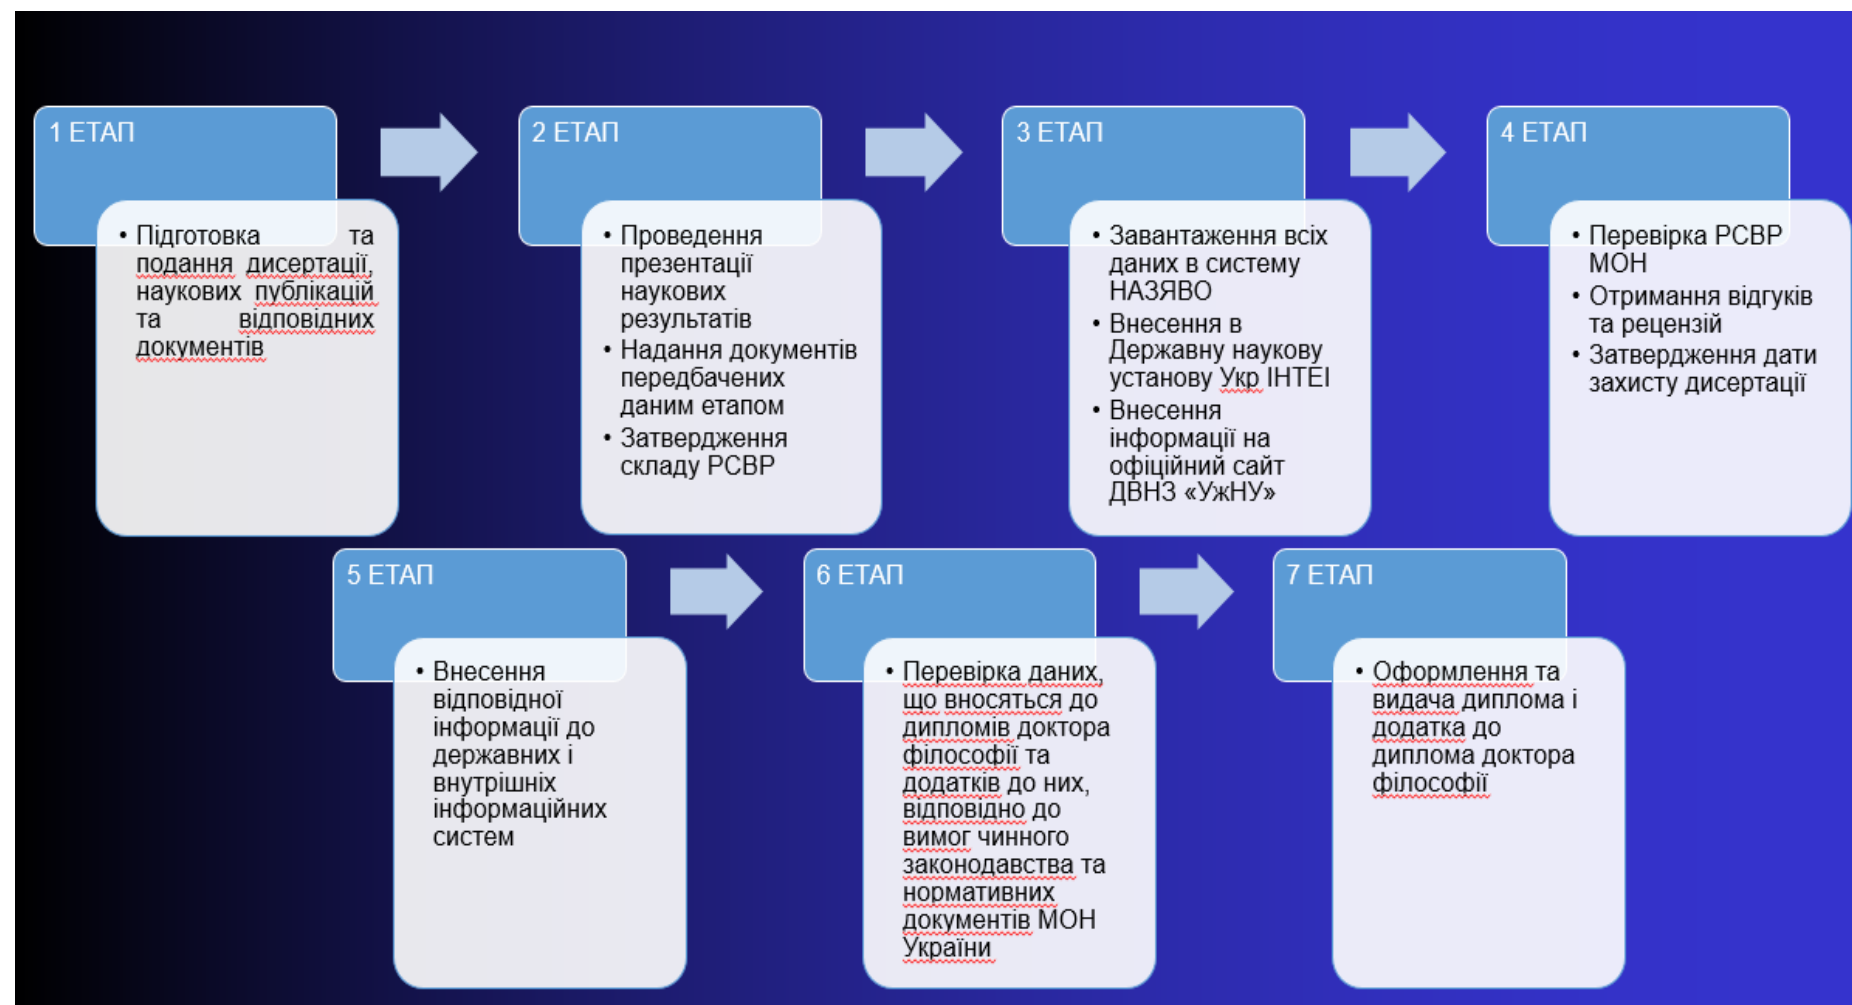 1 ЕТАП
• Підготовка та
подання дисертації,
наукових публікацій
та відповідних
документів
2 ЕТАП
• Проведення
презентації
наукових
результатів
• Надання документів
передбачених
даним етапом
• Затвердження
складу РСВР
3 ЕТАП
• Завантаження всіх
даних в систему
НАЗЯВО
• Внесення в
Державну наукову
установу Укр ІНТЕІ
• Внесення
інформації на
офіційний сайт
ДВНЗ «УжНУ»
4 ЕТАП
• Перевірка РСВР
МОН
• Отримання відгуків
та рецензій
• Затвердження дати
захисту дисертації
5 ЕТАП
• Внесення
відповідної
інформації до
державних і
внутрішніх
інформаційних
систем
6 ЕТАП
• Перевірка даних,
що вносяться до
дипломів доктора
філософії та
додатків до них,
відповідно до
вимог чинного
законодавства та
нормативних
документів МОН
України
7 ЕТАП
• Оформлення та
видача диплома і
додатка до
диплома доктора
філософії